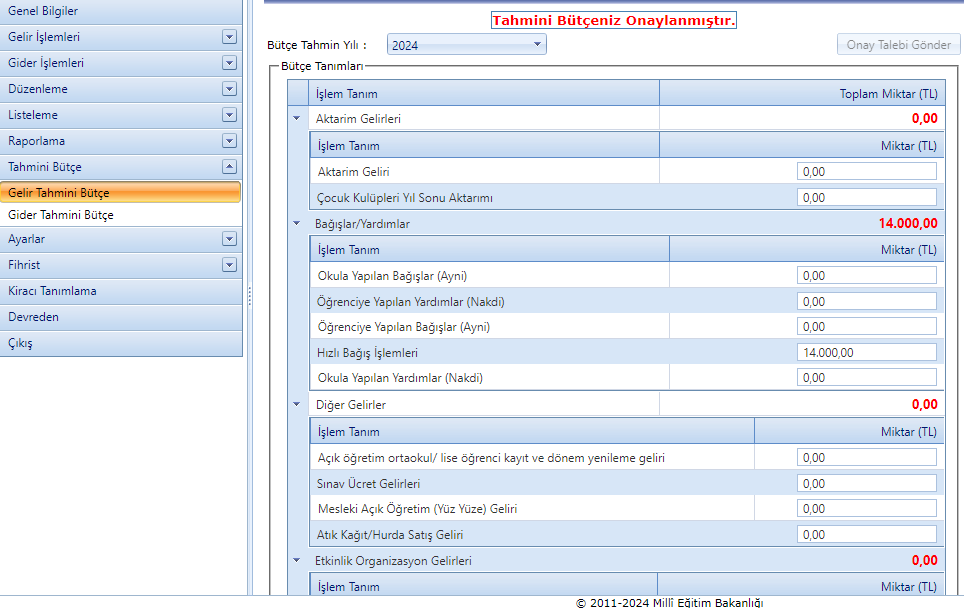 Genel Bilgiler
Gelir İşlemleri
Gider İşlemleri
Düzenleme
Listeleme
Raporlama
Tahmini Bütçe
Gelir Tahmini Bütçe
Gider Tahmini Bütçe
Ayarlar
Fihrist
Kiracı Tanımlama
Devreden
Çıkış
Tahmini Bütçeniz Onaylanmıştır.
Bütçe Tahmin Yılı : 2024 Onay Talebi Gönder
Bütçe Tanımları
İşlem Tanım Toplam Miktar (TL)
Aktarim Gelirleri 0,00
İşlem Tanım Miktar (TL)
Aktarim Geliri 0,00
Çocuk Kulüpleri Yıl Sonu Aktarımı 0,00
Bağışlar/Yardımlar 14.000,00
İşlem Tanım Miktar (TL)
Okula Yapılan Bağışlar (Ayni) 0,00
Öğrenciye Yapılan Yardımlar (Nakdi) 0,00
Öğrenciye Yapılan Bağışlar (Ayni) 0,00
Hızlı Bağış İşlemleri 14.000,00
Okula Yapılan Yardımlar (Nakdi) 0,00
Diğer Gelirler 0,00
İşlem Tanım Miktar (TL)
Açık öğretim ortaokul/ lise öğrenci kayıt ve dönem yenileme geliri 0,00
Sınav Ücret Gelirleri 0,00
Mesleki Açık Öğretim (Yüz Yüze) Geliri 0,00
Atık Kağıt/Hurda Satış Geliri 0,00
Etkinlik Organizasyon Gelirleri 0,00
İşlem Tanım Miktar (TL)
© 2011-2024 Millî Eğitim Bakanlığı